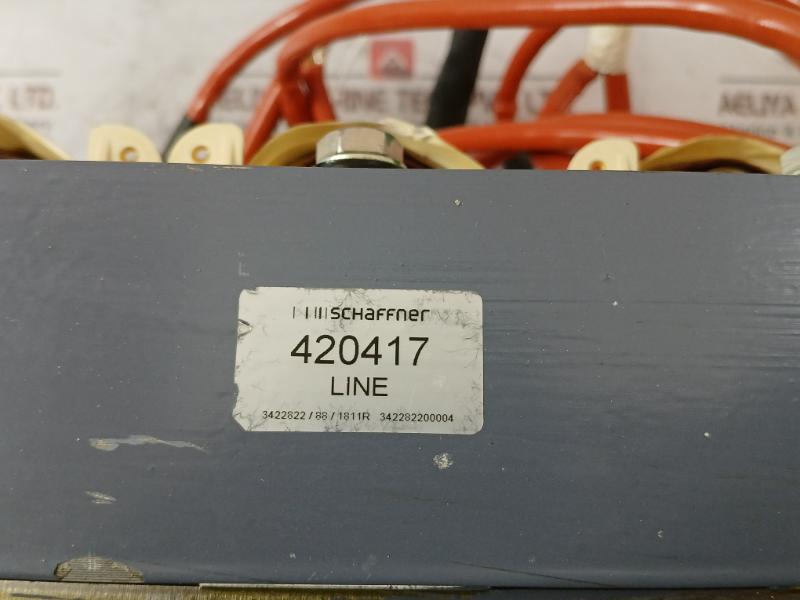 schaffner
420417
LINE
3422822 / 88 / 1811R 342282200004